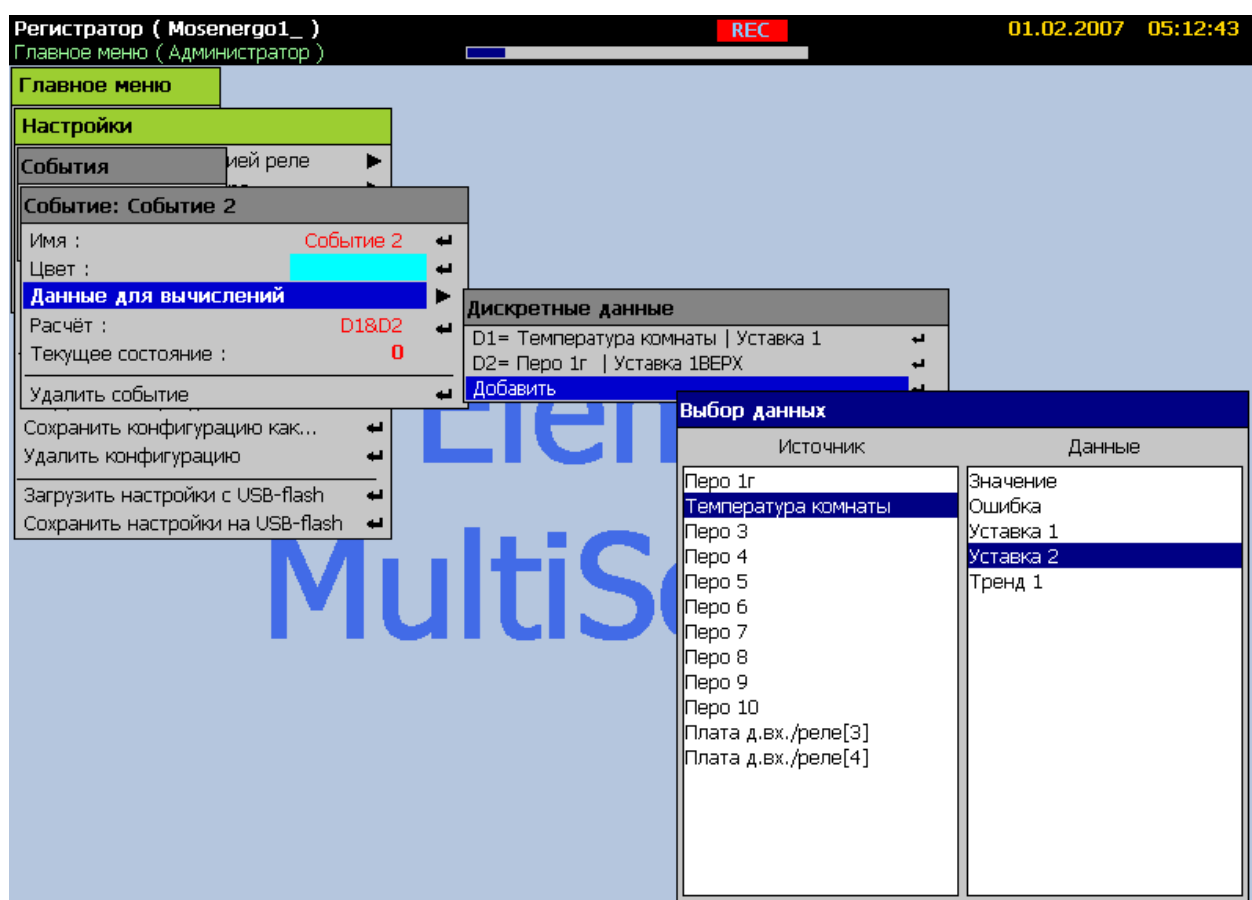 Регистратор ( Mosenergo1_ )
REC
01.02.2007 05:12:43
Главное меню ( Администратор )
Главное меню
Настройки
События
ией реле
Событие: Событие 2
Имя : Событие 2
Цвет :
Данные для вычислений
Расчёт : D1&D2
Текущее состояние : 0
Удалить событие
Дискретные данные
D1= Температура комнаты | Уставка 1
D2= Перо 1г | Уставка 1ВЕРХ
Добавить
Сохранить конфигурацию как...
Удалить конфигурацию
Загрузить настройки с USB-flash
Сохранить настройки на USB-flash
Выбор данных
Источник
Данные
Перо 1г
Температура комнаты
Перо 3
Перо 4
Перо 5
Перо 6
Перо 7
Перо 8
Перо 9
Перо 10
Плата д.вх./реле[3]
Плата д.вх./реле[4]
Значение
Ошибка
Уставка 1
Уставка 2
Тренд 1
Elem
MultiS